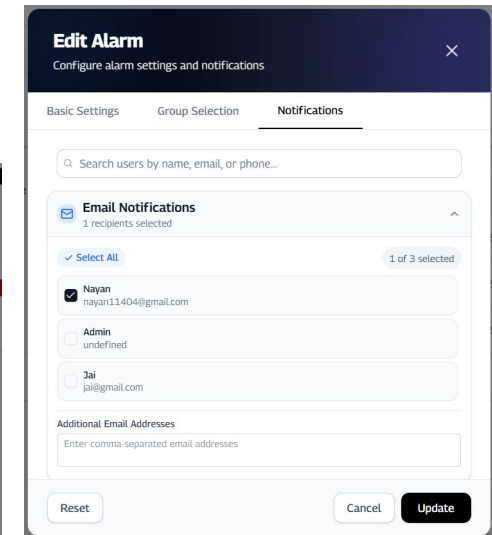 Edit Alarm
Configure alarm settings and notifications
Basic Settings Group Selection Notifications
Search users by name, email, or phone...
Email Notifications
1 recipients selected
Select All 1 of 3 selected
Nayan
nayan11404@gmail.com
Admin
undefined
Jai
jai@gmail.com
Additional Email Addresses
Enter comma-separated email addresses
Reset Cancel Update